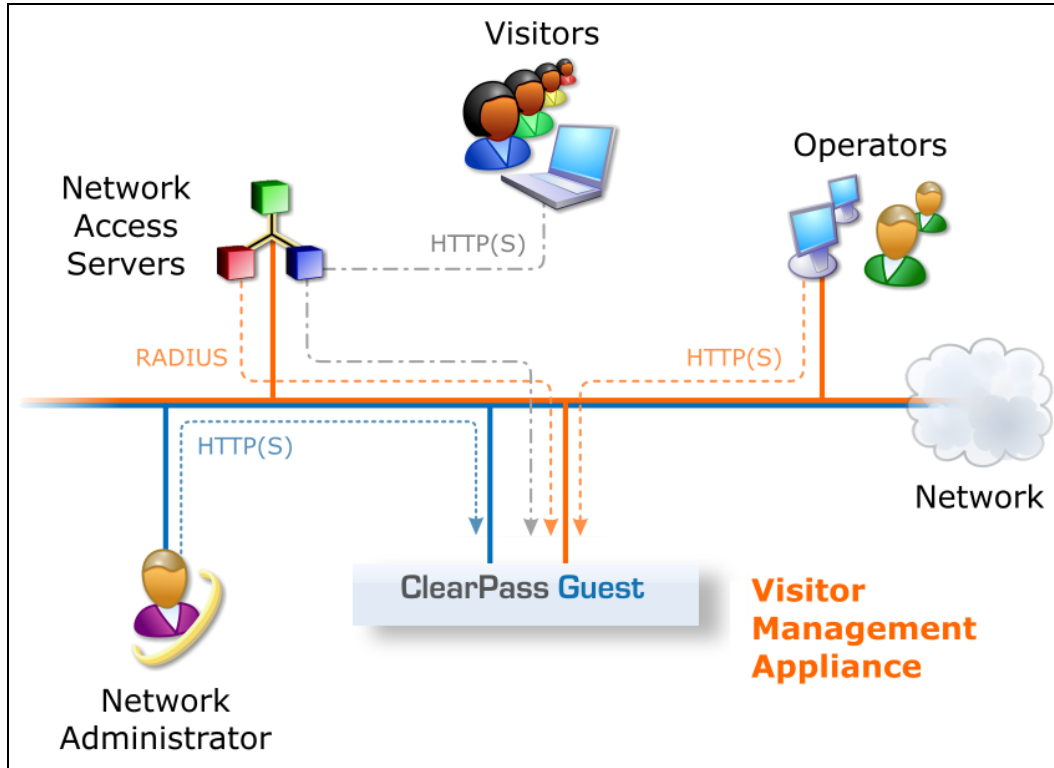 Visitors
Operators
Network
Access
Servers
HTTP(S)
RADIUS
HTTP(S)
HTTP(S)
Network
ClearPass Guest
Visitor
Management
Appliance
Network
Administrator